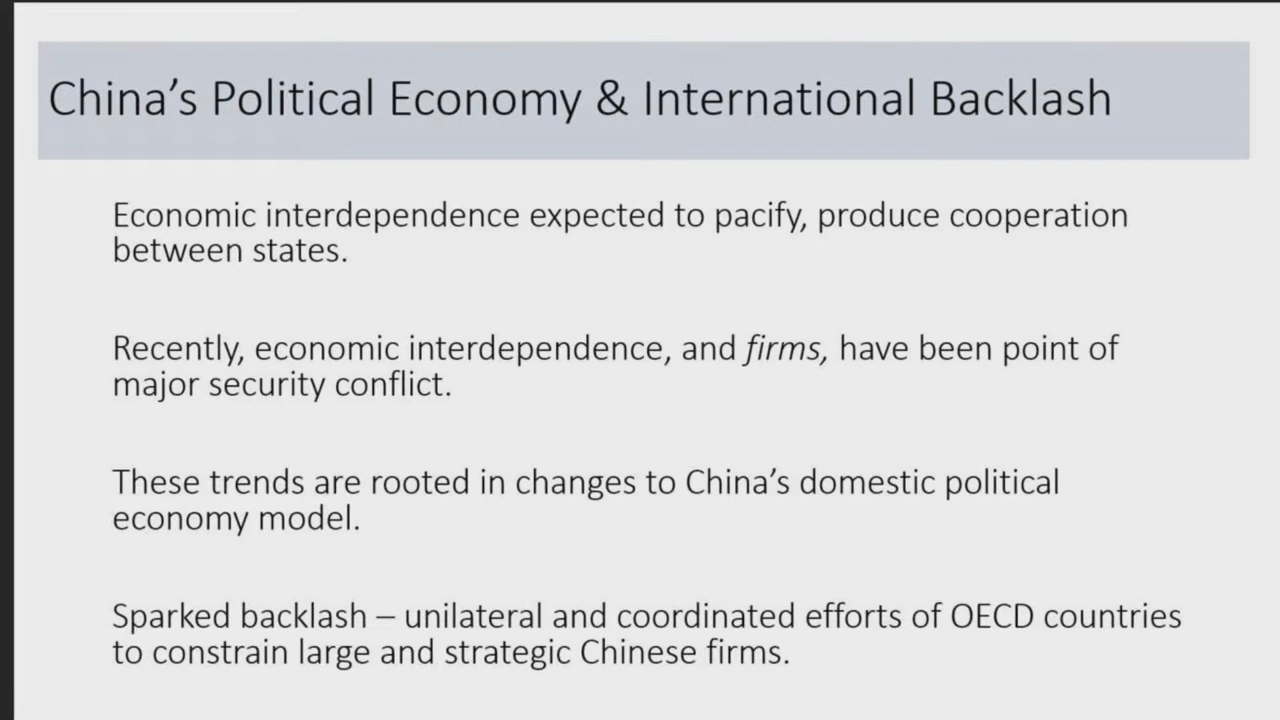 China's Political Economy & International Backlash
Economic interdependence expected to pacify, produce cooperation
between states.
Recently, economic interdependence, and firms, have been point of
major security conflict.
These trends are rooted in changes to China's domestic political
economy model.
Sparked backlash – unilateral and coordinated efforts of OECD countries
to constrain large and strategic Chinese firms.